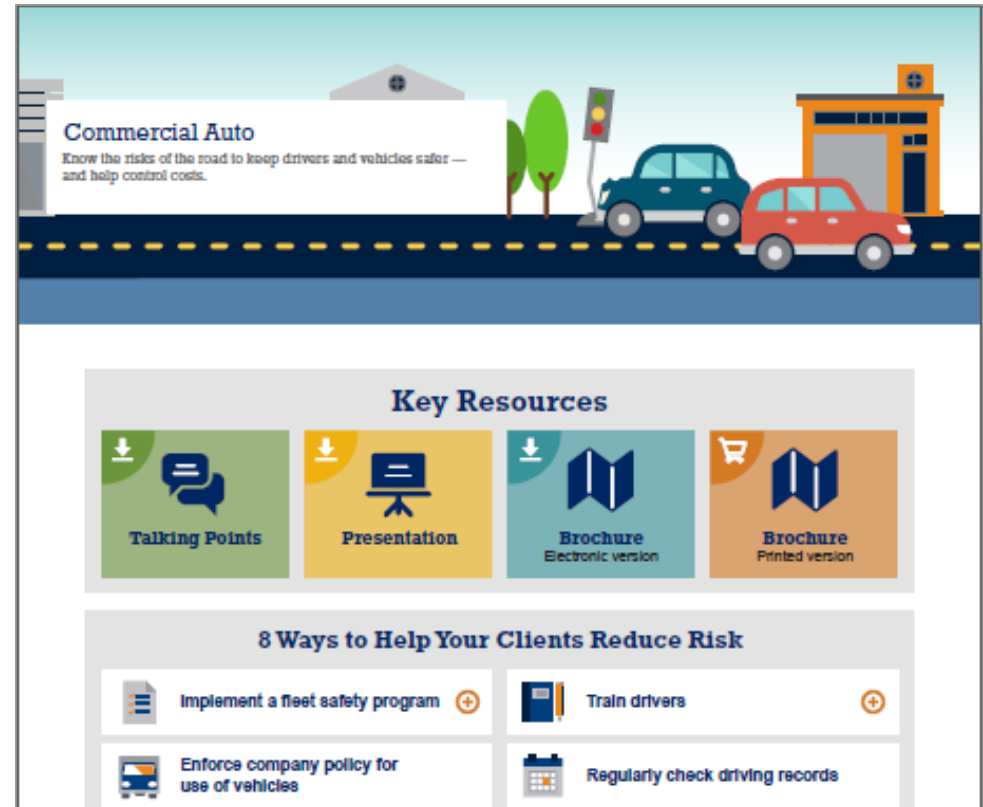 Commercial Auto
Know the risks of the road to keep drivers and vehicles safer —
and help control costs.
Key Resources
Talking Points
Presentation
Brochure
Electronic version
Brochure
Printed version
8 Ways to Help Your Clients Reduce Risk
Implement a fleet safety program
Train drivers
Enforce company policy for
use of vehicles
Regularly check driving records